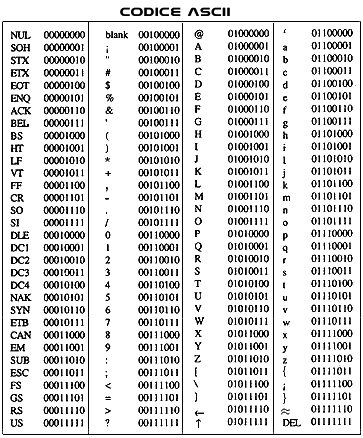 CODICE ASCII
NUL 00000000 blank 00100000 @ 01000000 ‘ 01100000
SOH 00000001 ¡ 00100001 A 01000001 a 01100001
STX 00000010 " 00100010 B 01000010 b 01100010
ETX 00000011 # 00100011 C 01000011 c 01100011
EOT 00000100 $ 00100100 D 01000100 d 01100100
ENQ 00000101 % 00100101 E 01000101 e 01100101
ACK 00000110 & 00100110 F 01000110 f 01100110
BEL 00000111 ' 00100111 G 01000111 g 01100111
BS 00001000 ( 00101000 H 01001000 h 01101000
HT 00001001 ) 00101001 I 01001001 i 01101001
LF 00001010 * 00101010 J 01001010 j 01101010
VT 00001011 + 00101011 K 01001011 k 01101011
FF 00001100 , 00101100 L 01001100 l 01101100
CR 00001101 - 00101101 M 01001101 m 01101101
SO 00001110 . 00101110 N 01001110 n 01101110
SI 00001111 / 00101111 O 01001111 o 01101111
DLE 00010000 0 00110000 P 01010000 p 01110000
DC1 00010001 1 00110001 Q 01010001 q 01110001
DC2 00010010 2 00110010 R 01010010 r 01110010
DC3 00010011 3 00110011 S 01010011 s 01110011
DC4 00010100 4 00110100 T 01010100 t 01110100
NAK 00010101 5 00110101 U 01010101 u 01110101
SYN 00010110 6 00110110 V 01010110 v 01110110
ETB 00010111 7 00110111 W 01010111 w 01110111
CAN 00011000 8 00111000 X 01011000 x 01111000
EM 00011001 9 00111001 Y 01011001 y 01111001
SUB 00011010 : 00111010 Z 01011010 z 01111010
ESC 00011011 ; 00111011 [ 01011011 { 01111011
FS 00011100 < 00111100 \ 01011100 ¦ 01111100
GS 00011101 = 00111101 ] 01011101 } 01111101
RS 00011110 > 00111110 ← 01011110 ≈ 01111110
US 00011111 ? 00111111 ↑ 01011111 DEL 01111111